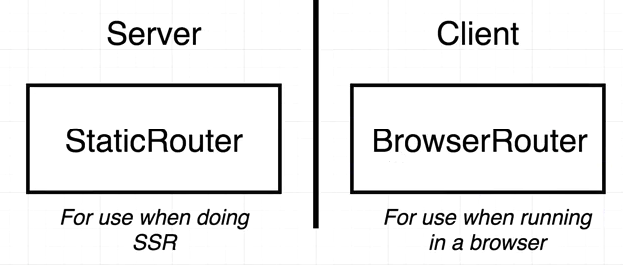 Server
StaticRouter
For use when doing
SSR
Client
BrowserRouter
For use when running
in a browser